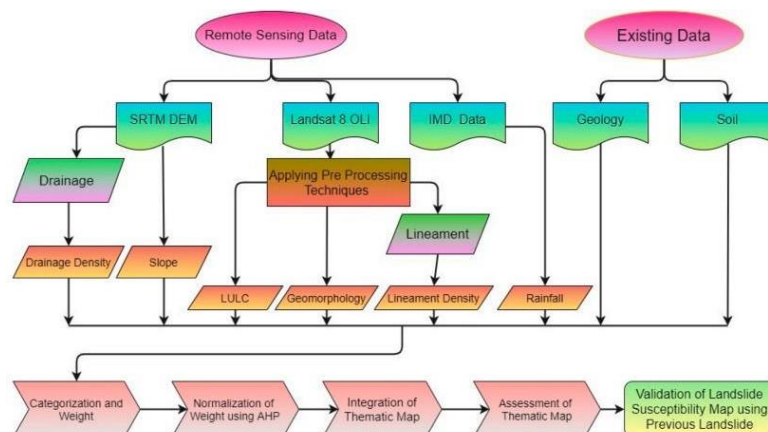 Remote Sensing Data
Existing Data
SRTM DEM
Landsat 8 OLI
IMD Data
Geology
Soil
Drainage
Applying Pre Processing
Techniques
Lineament
Drainage Density
Slope
LULC
Geomorphology
Lineament Density
Rainfall
Categorization and
Weight
Normalization of
Weight using AHP
Integration of
Thematic Map
Assessment of
Thematic Map
Validation of Landslide
Susceptibility Map using
Previous Landslide